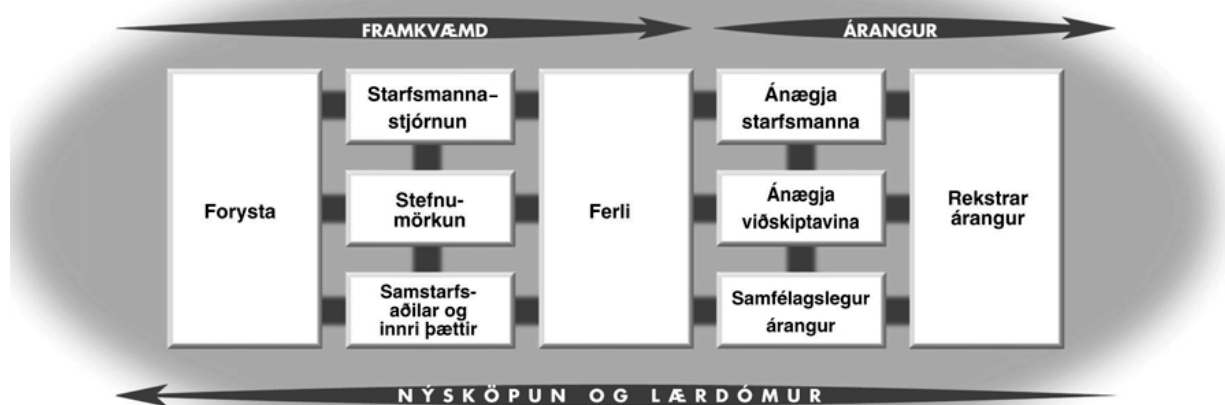 FRAMKVÆMD
ÁRANGUR
Forysta
Starfsmanna-
stjórnun
Stefnu-
mörkun
Samstarfs-
aðilar og
innri þættir
Ferli
Ánægja
starfsmanna
Ánægja
viðskiptavina
Samfélagslegur
árangur
Rekstrar
árangur
NÝSKÖPUN OG LÆRDÓMUR